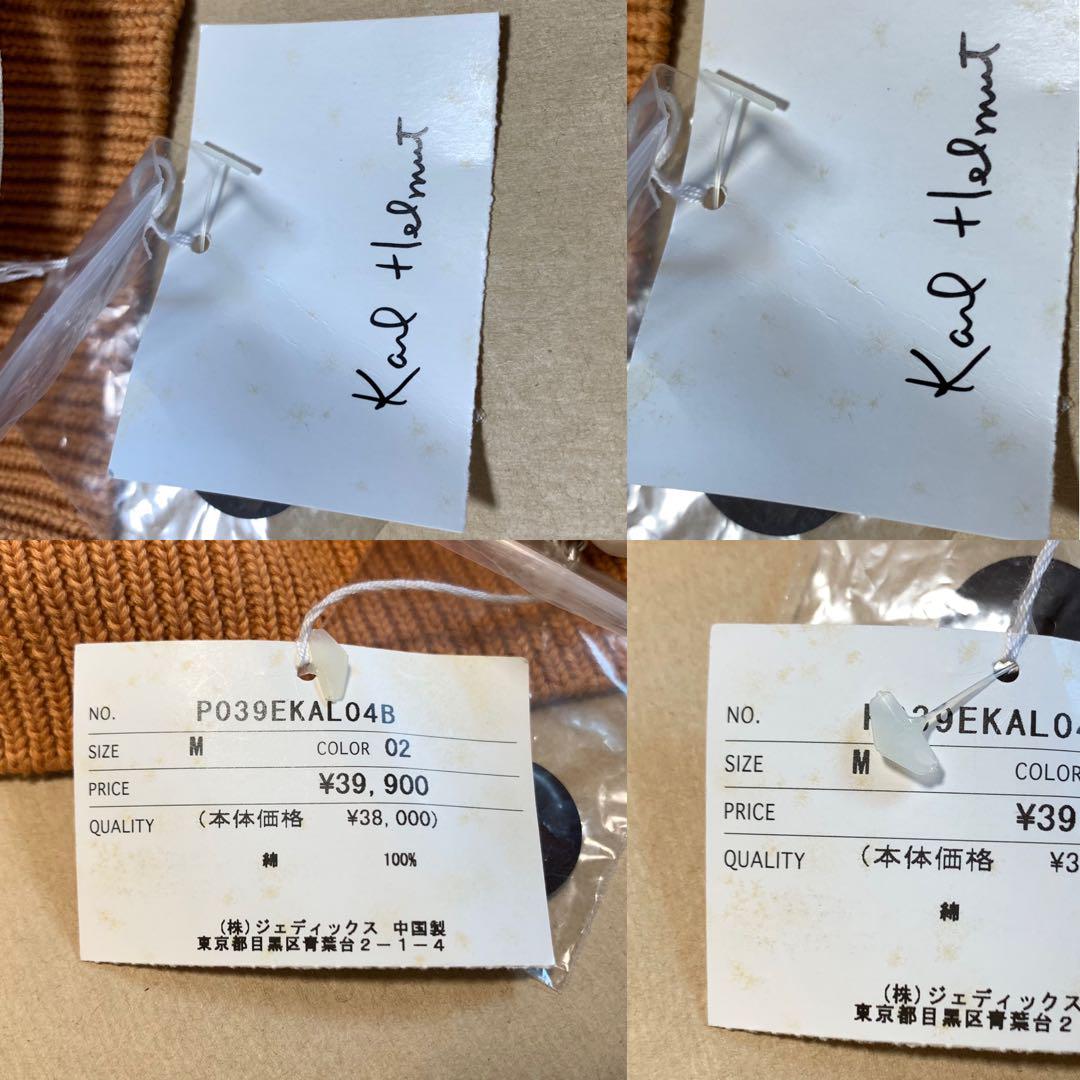 Karl Helmut
Karl Helmut
NO. P039EKAL04B
SIZE M COLOR 02
PRICE ¥39,900
QUALITY (本体価格 ¥38,000)
綿 100%
(株)ジェディックス 中国製
東京都目黒区青葉台2-1-4
NO. 39EKAL04
SIZE M COLOR
PRICE ¥39
QUALITY (本体価格 ¥3
綿
(株)ジェディックス
東京都目黒区青葉台2